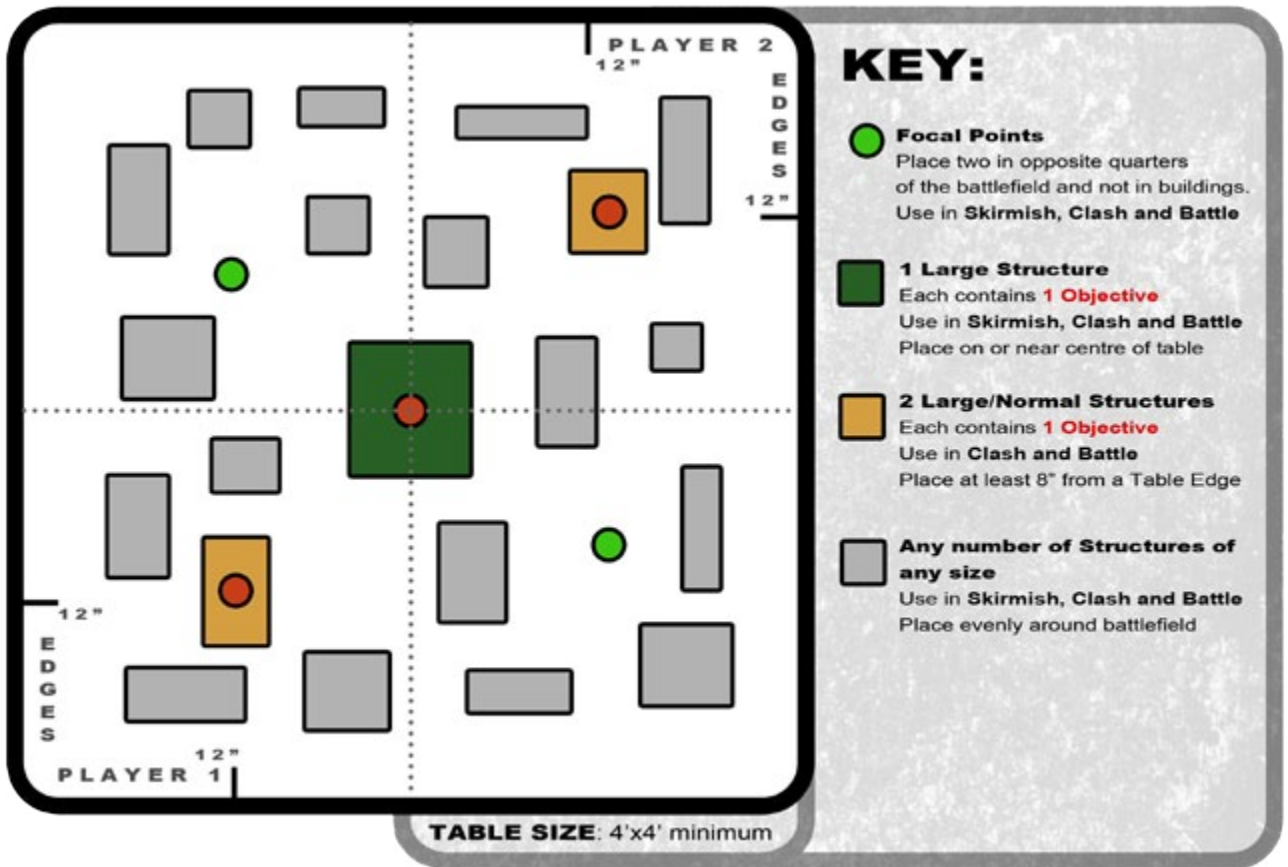 PLAYER 2
12"
EDGES
12"
12"
EDGES
12"
PLAYER 1
TABLE SIZE: 4'x4' minimum
KEY:
Focal Points
Place two in opposite quarters
of the battlefield and not in buildings.
Use in Skirmish, Clash and Battle
1 Large Structure
Each contains 1 Objective
Use in Skirmish, Clash and Battle
Place on or near centre of table
2 Large/Normal Structures
Each contains 1 Objective
Use in Clash and Battle
Place at least 8" from a Table Edge
Any number of Structures of
any size
Use in Skirmish, Clash and Battle
Place evenly around battlefield